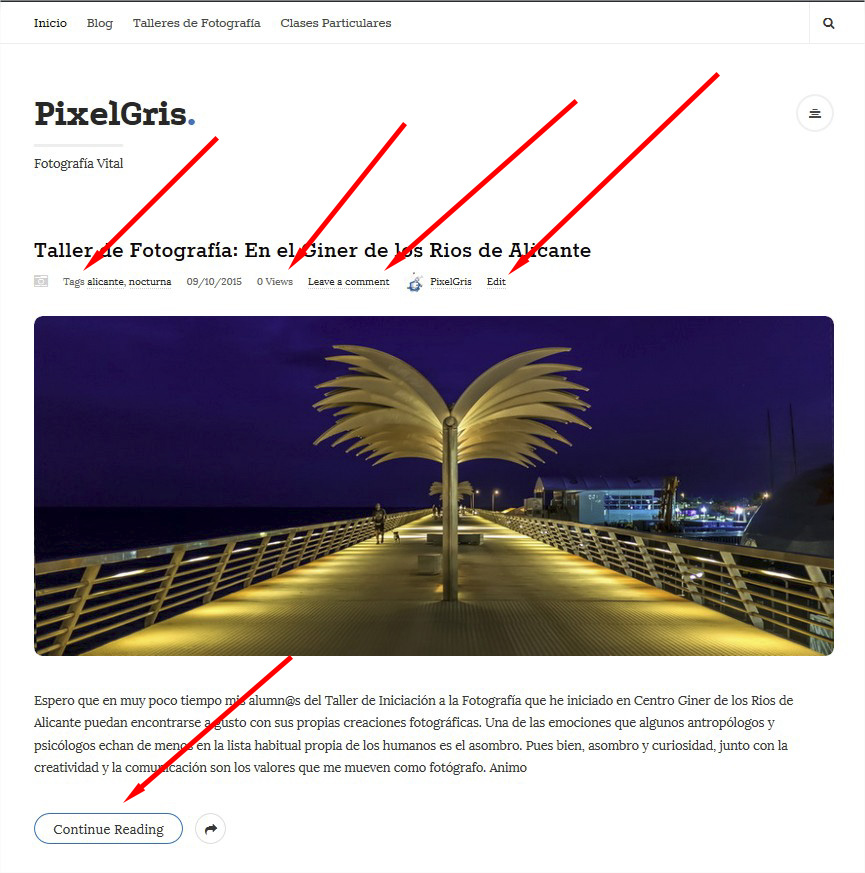 Inicio Blog Talleres de Fotografía Clases Particulares
PixelGris.
Fotografía Vital
Taller de Fotografía: En el Giner de los Rios de Alicante
Tags alicante, nocturna 09/10/2015 0 Views Leave a comment PixelGris Edit
Espero que en muy poco tiempo mis alumn@s del Taller de Iniciación a la Fotografía que he iniciado en Centro Giner de los Rios de
Alicante puedan encontrarse a gusto con sus propias creaciones fotográficas. Una de las emociones que algunos antropólogos y
psicólogos echan de menos en la lista habitual propia de los humanos es el asombro. Pues bien, asombro y curiosidad, junto con la
creatividad y la comunicación son los valores que me mueven como fotógrafo. Animo
Continue Reading